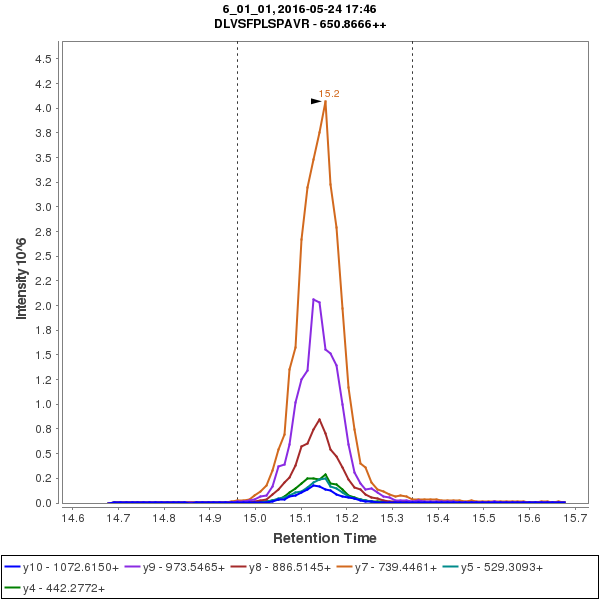 6_01_01, 2016-05-24 17:46
DLVSFPLSPAVR - 650.8666++
Intensity 10^6
4.5
4.2
4.0
3.8
3.5
3.2
3.0
2.8
2.5
2.2
2.0
1.8
1.5
1.2
1.0
0.8
0.5
0.2
0.0
15.2
14.6 14.7 14.8 14.9 15.0 15.1 15.2 15.3 15.4 15.5 15.6 15.7
Retention Time
y10 - 1072.6150+ y9 - 973.5465+ y8 - 886.5145+ y7 - 739.4461+ y5 - 529.3093+
y4 - 442.2772+